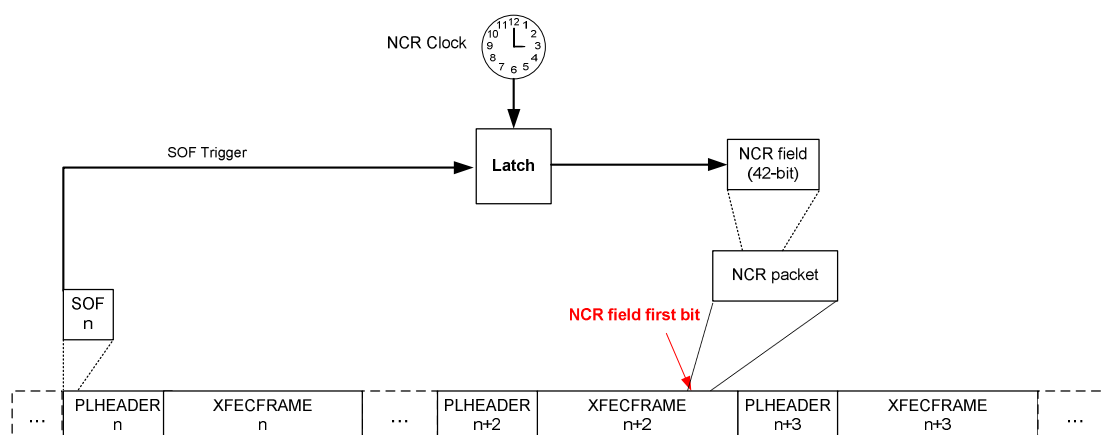 NCR Clock
12
11 1
10 2
9 3
8 4
7 5
6
SOF Trigger
Latch
NCR field
(42-bit)
NCR packet
SOF
n
NCR field first bit
...
PLHEADER
n
XFECFRAME
n
...
PLHEADER
n+2
XFECFRAME
n+2
PLHEADER
n+3
XFECFRAME
n+3
...